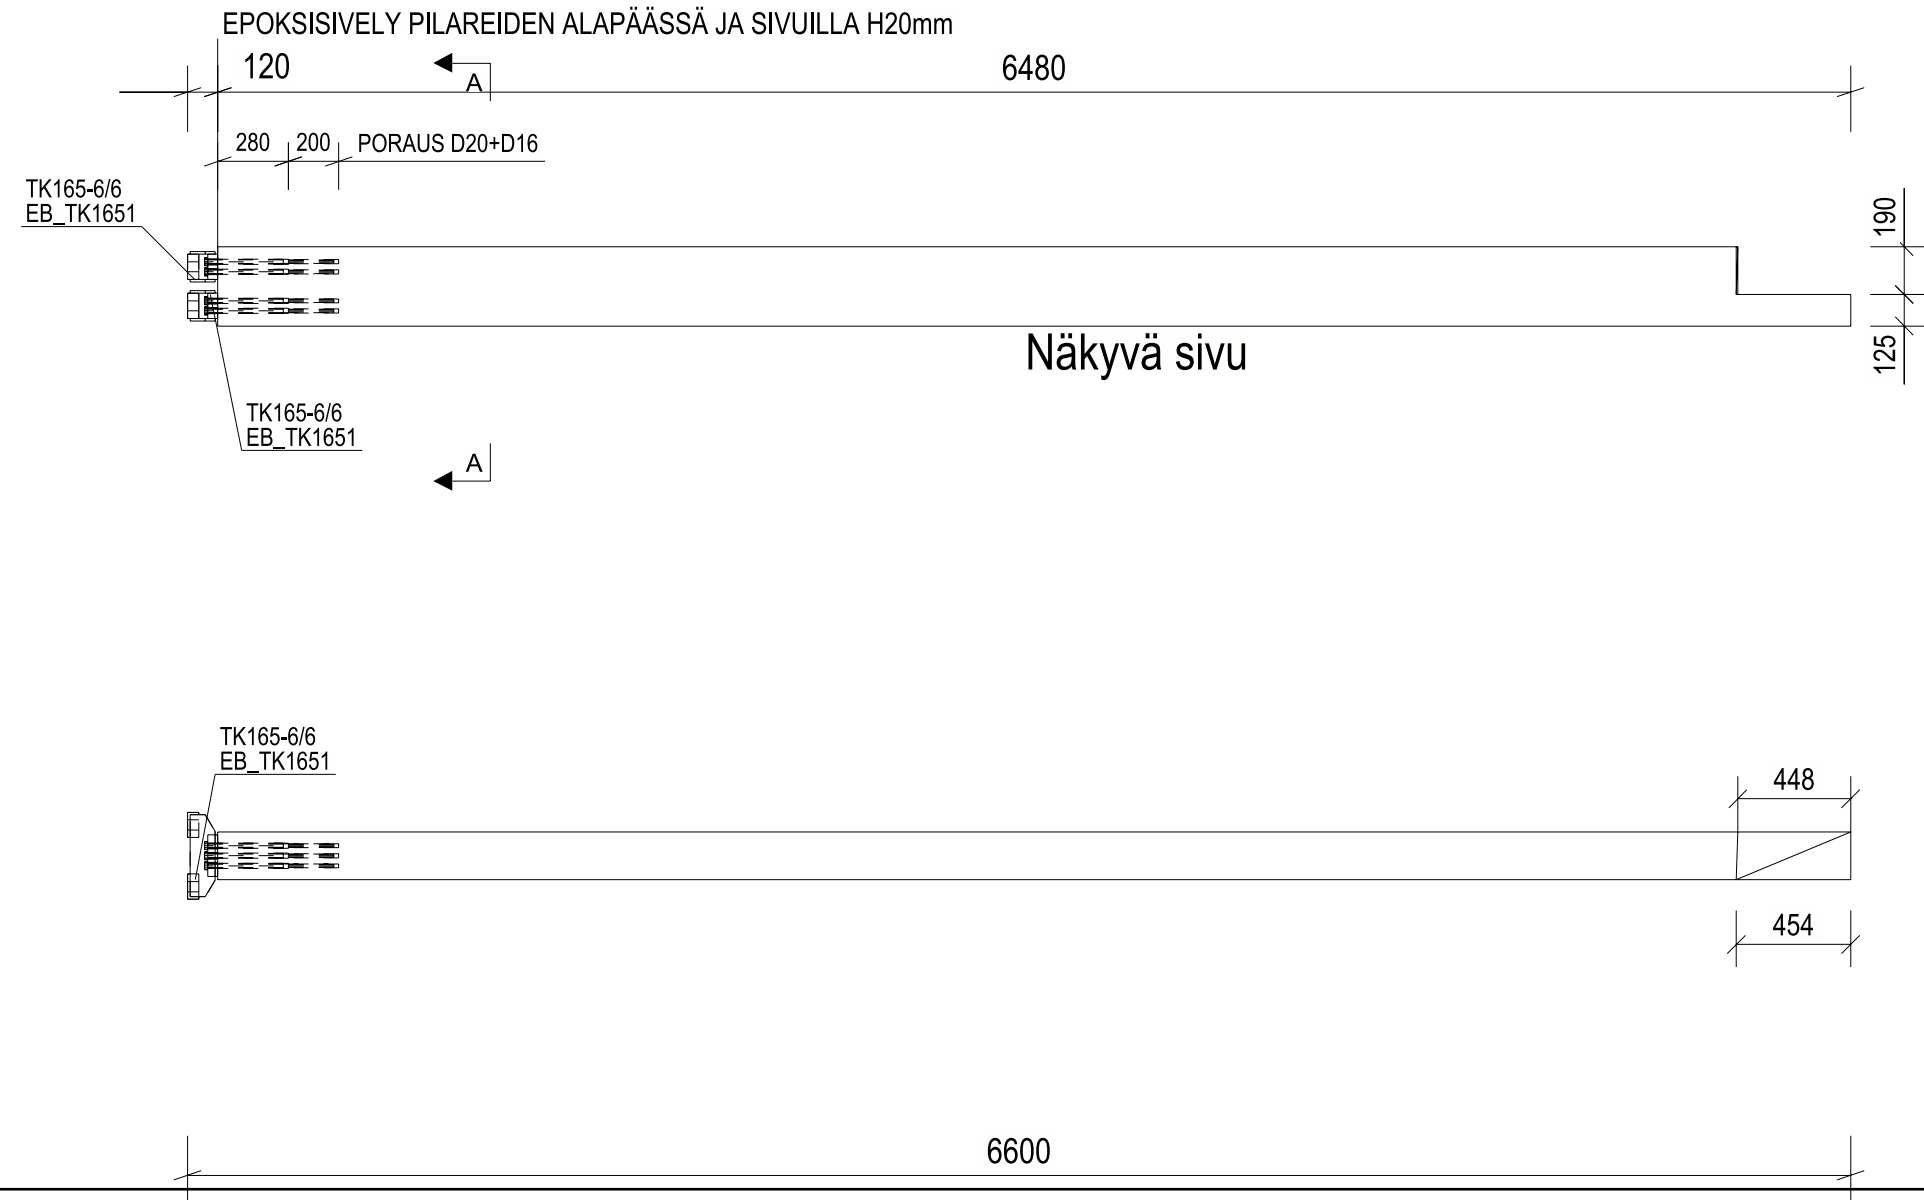 EPOKSISIVELY PILAREIDEN ALAPÄÄSSÄ JA SIVUILLA H20mm
120
A
6480
280
200
PORAUS D20+D16
TK165-6/6
EB_TK1651
190
125
Näkyvä sivu
TK165-6/6
EB_TK1651
A
TK165-6/6
EB_TK1651
448
454
6600